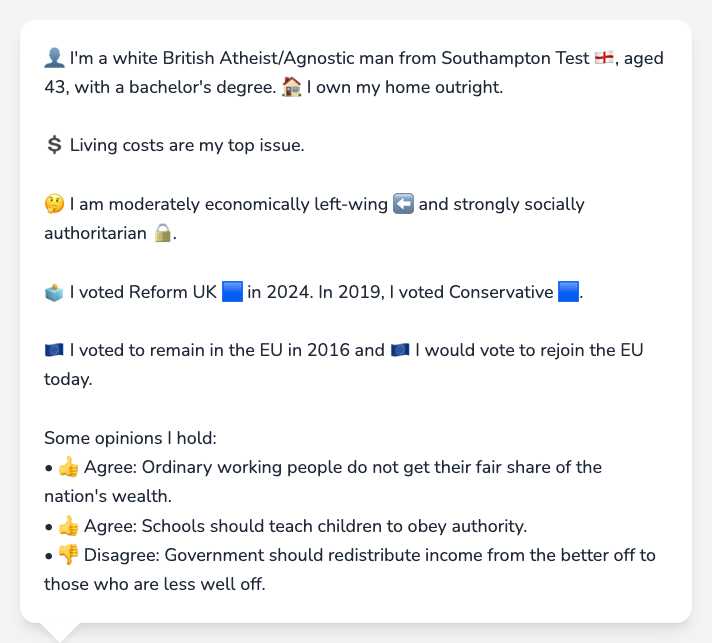 👤 I'm a white British Atheist/Agnostic man from Southampton Test 🏴󠁧󠁢󠁥󠁮󠁧󠁿, aged
43, with a bachelor's degree. 🏠 I own my home outright.
💲 Living costs are my top issue.
🤔 I am moderately economically left-wing ⬅️ and strongly socially
authoritarian 🔒.
🗳️ I voted Reform UK 🟦 in 2024. In 2019, I voted Conservative 🟦.
🇪🇺 I voted to remain in the EU in 2016 and 🇪🇺 I would vote to rejoin the EU
today.
Some opinions I hold:
• 👍 Agree: Ordinary working people do not get their fair share of the
nation's wealth.
• 👍 Agree: Schools should teach children to obey authority.
• 👎 Disagree: Government should redistribute income from the better off to
those who are less well off.